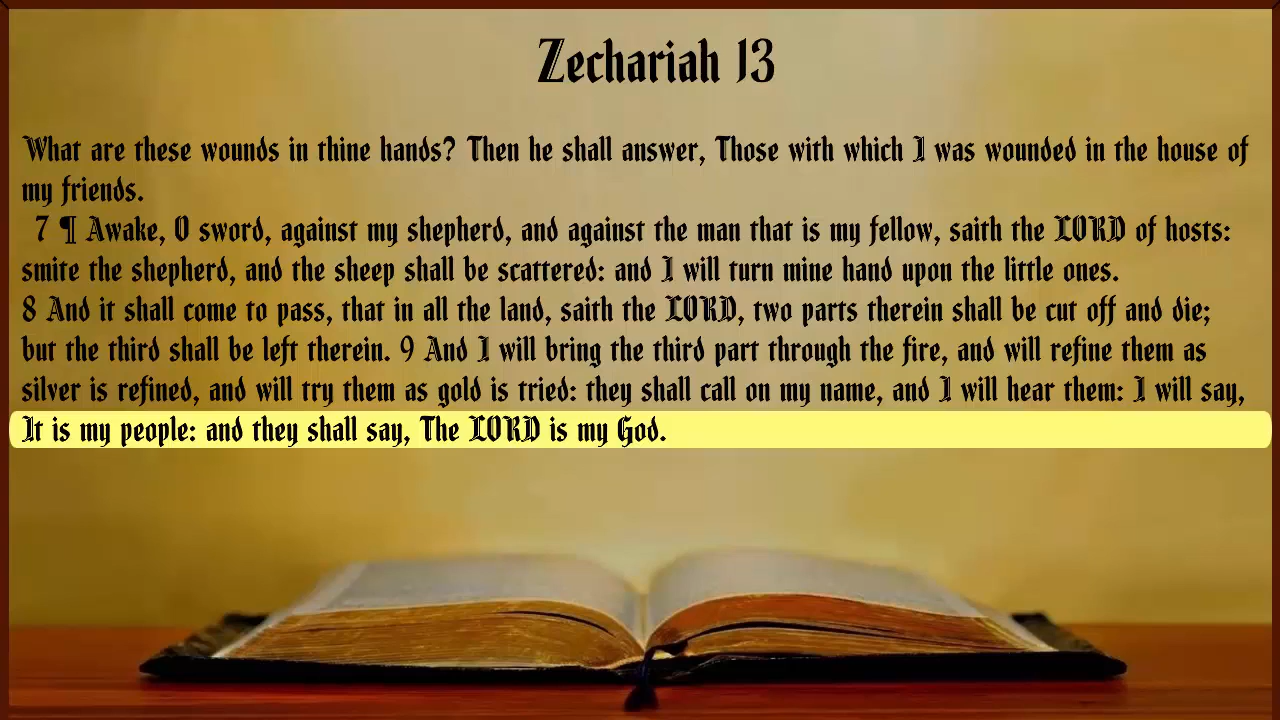 Zechariah 13
What are these wounds in thine hands? Then he shall answer, Those with which I was wounded in the house of
my friends.
7 ¶ Awake, O sword, against my shepherd, and against the man that is my fellow, saith the LORD of hosts:
smite the shepherd, and the sheep shall be scattered: and I will turn mine hand upon the little ones.
8 And it shall come to pass, that in all the land, saith the LORD, two parts therein shall be cut off and die;
but the third shall be left therein. 9 And I will bring the third part through the fire, and will refine them as
silver is refined, and will try them as gold is tried: they shall call on my name, and I will hear them: I will say,
It is my people: and they shall say, The LORD is my God.